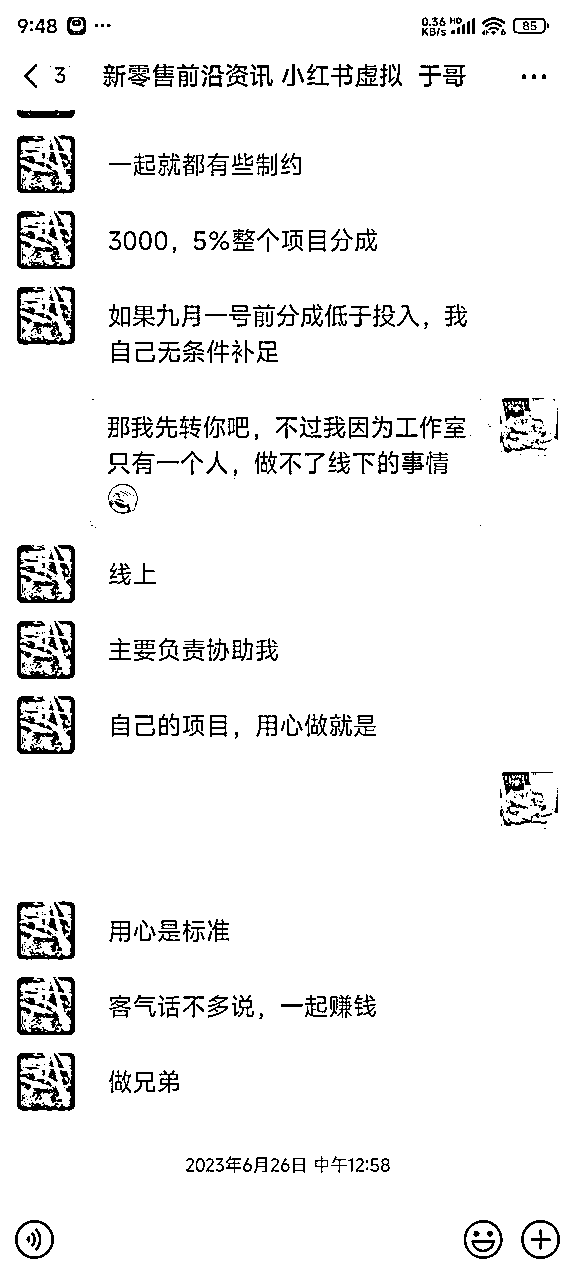 9:48 ... 0.36 KB/s HD 85
3 新零售前沿资讯 小红书虚拟 于哥 ...
一起就都有些制约
3000，5%整个项目分成
如果九月一号前分成低于投入，我
自己无条件补足
那我先转你吧，不过我因为工作室
只有一个人，做不了线下的事情
线上
主要负责协助我
自己的项目，用心做就是
用心是标准
客气话不多说，一起赚钱
做兄弟
2023年6月26日 中午12:58